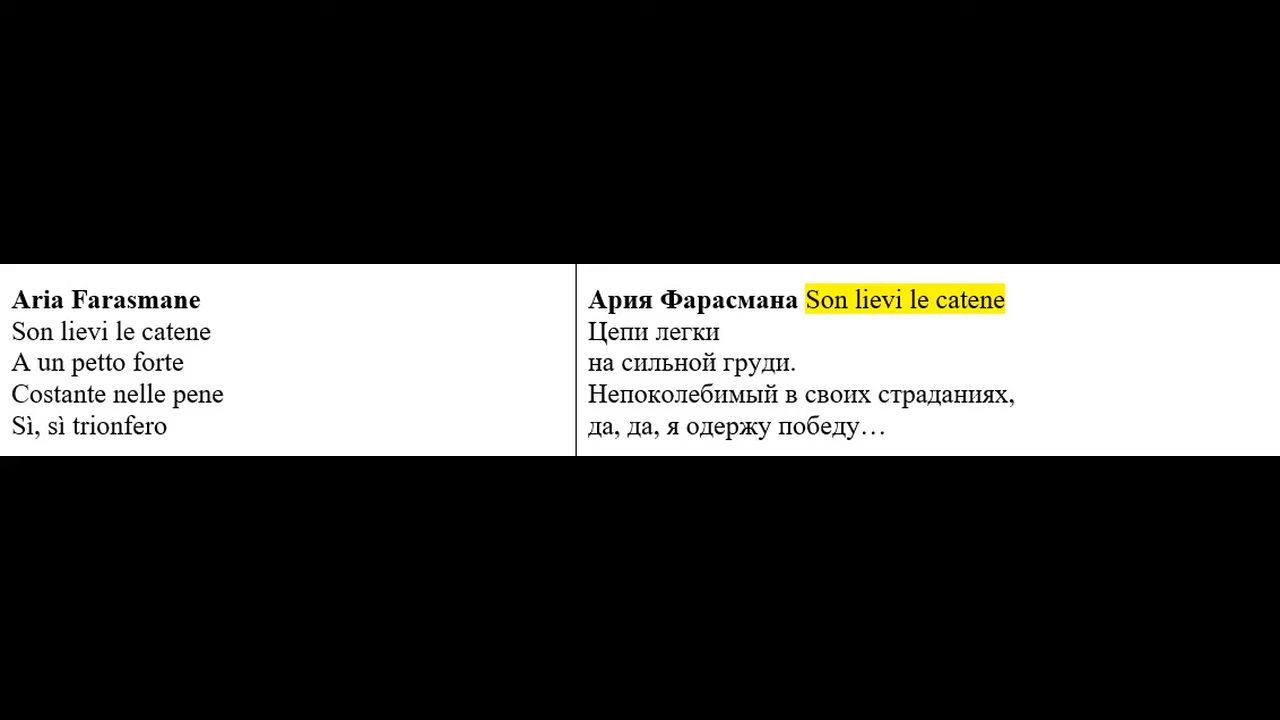 Aria Farasmane
Son lievi le catene
A un petto forte
Costante nelle pene
Sì, sì trionfero
Ария Фарасмана Son lievi le catene
Цепи легки
на сильной груди.
Непоколебимый в своих страданиях,
да, да, я одержу победу…